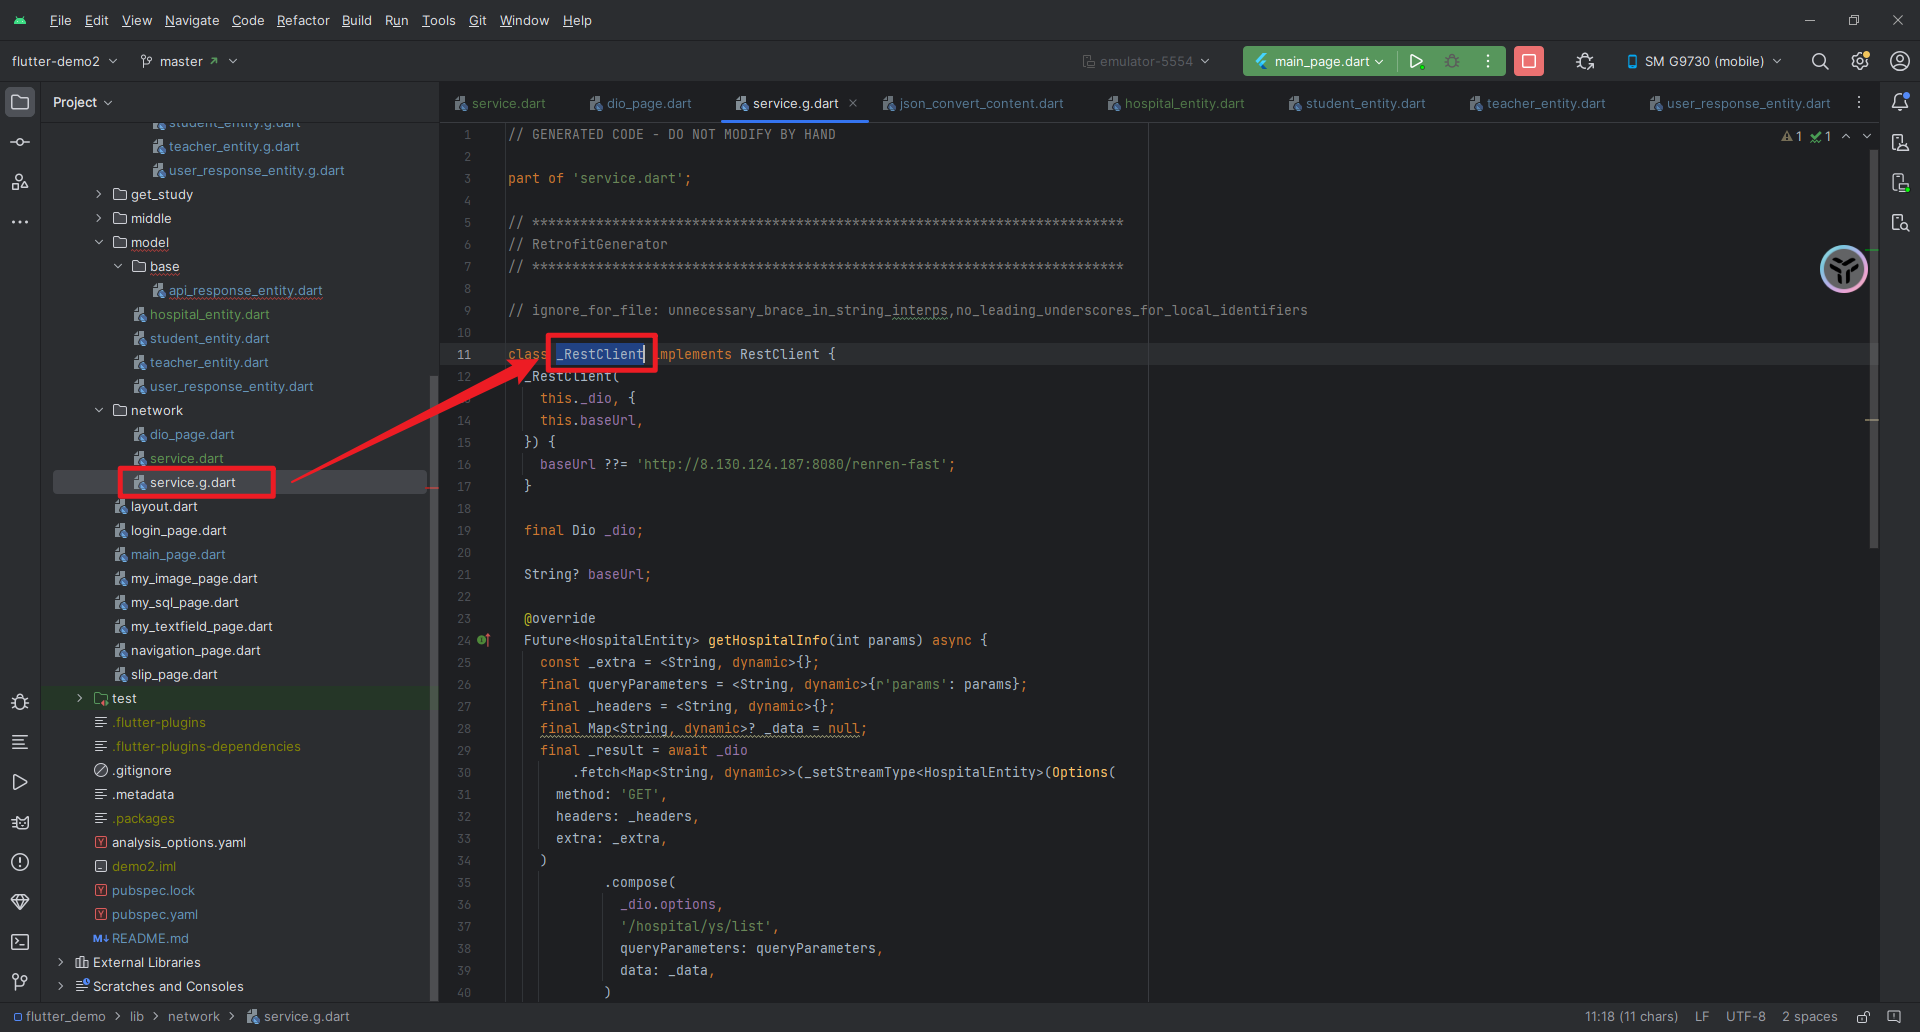 File Edit View Navigate Code Refactor Build Run Tools Git Window Help
flutter-demo2 master emulator-5554 main_page.dart SM G9730 (mobile)
Project
service.dart dio_page.dart service.g.dart json_convert_content.dart hospital_entity.dart student_entity.dart teacher_entity.dart user_response_entity.dart
student_entity.g.dart
teacher_entity.g.dart
user_response_entity.g.dart
get_study
middle
model
base
api_response_entity.dart
hospital_entity.dart
student_entity.dart
teacher_entity.dart
user_response_entity.dart
network
dio_page.dart
service.dart
service.g.dart
layout.dart
login_page.dart
main_page.dart
my_image_page.dart
my_sql_page.dart
my_textfield_page.dart
navigation_page.dart
slip_page.dart
test
.flutter-plugins
.flutter-plugins-dependencies
.gitignore
.metadata
.packages
analysis_options.yaml
demo2.iml
pubspec.lock
pubspec.yaml
README.md
External Libraries
Scratches and Consoles
1 // GENERATED CODE - DO NOT MODIFY BY HAND
1 1
2
3 part of 'service.dart';
4
5 // **************************************************************************
6 // RetrofitGenerator
7 // **************************************************************************
8
9 // ignore_for_file: unnecessary_brace_in_string_interps,no_leading_underscores_for_local_identifiers
10
11 class _RestClient implements RestClient {
12 _RestClient(
this._dio, {
14 this.baseUrl,
15 }) {
16 baseUrl ??= 'http://8.130.124.187:8080/renren-fast';
17 }
18
19 final Dio _dio;
20
21 String? baseUrl;
22
23 @override
24 Future<HospitalEntity> getHospitalInfo(int params) async {
25 const _extra = <String, dynamic>{};
26 final queryParameters = <String, dynamic>{r'params': params};
27 final _headers = <String, dynamic>{};
28 final Map<String, dynamic>? _data = null;
29 final _result = await _dio
30 .fetch<Map<String, dynamic>>(_setStreamType<HospitalEntity>(Options(
31 method: 'GET',
32 headers: _headers,
33 extra: _extra,
34 )
35 .compose(
36 _dio.options,
37 '/hospital/ys/list',
38 queryParameters: queryParameters,
39 data: _data,
40 )
flutter_demo > lib > network > service.g.dart 11:18 (11 chars) LF UTF-8 2 spaces